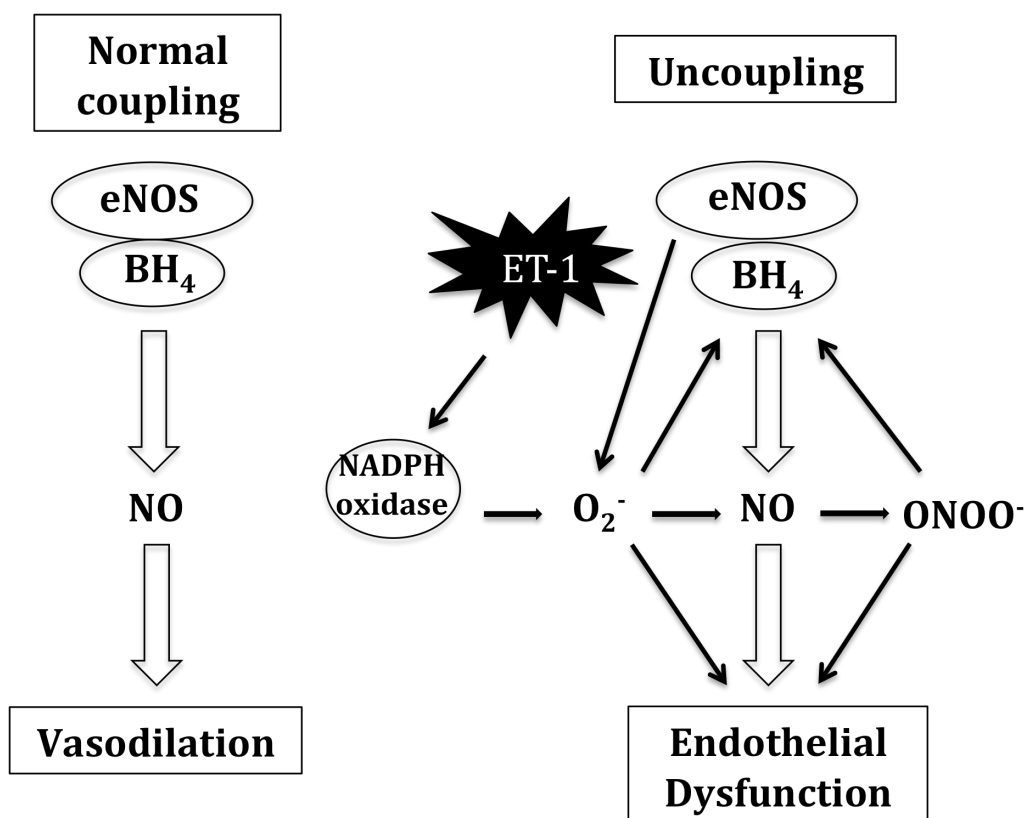 Normal
coupling
eNOS
BH₄
NO
Vasodilation
Uncoupling
eNOS
BH₄
ET-1
NADPH
oxidase
O₂⁻
NO
ONOO⁻
Endothelial
Dysfunction